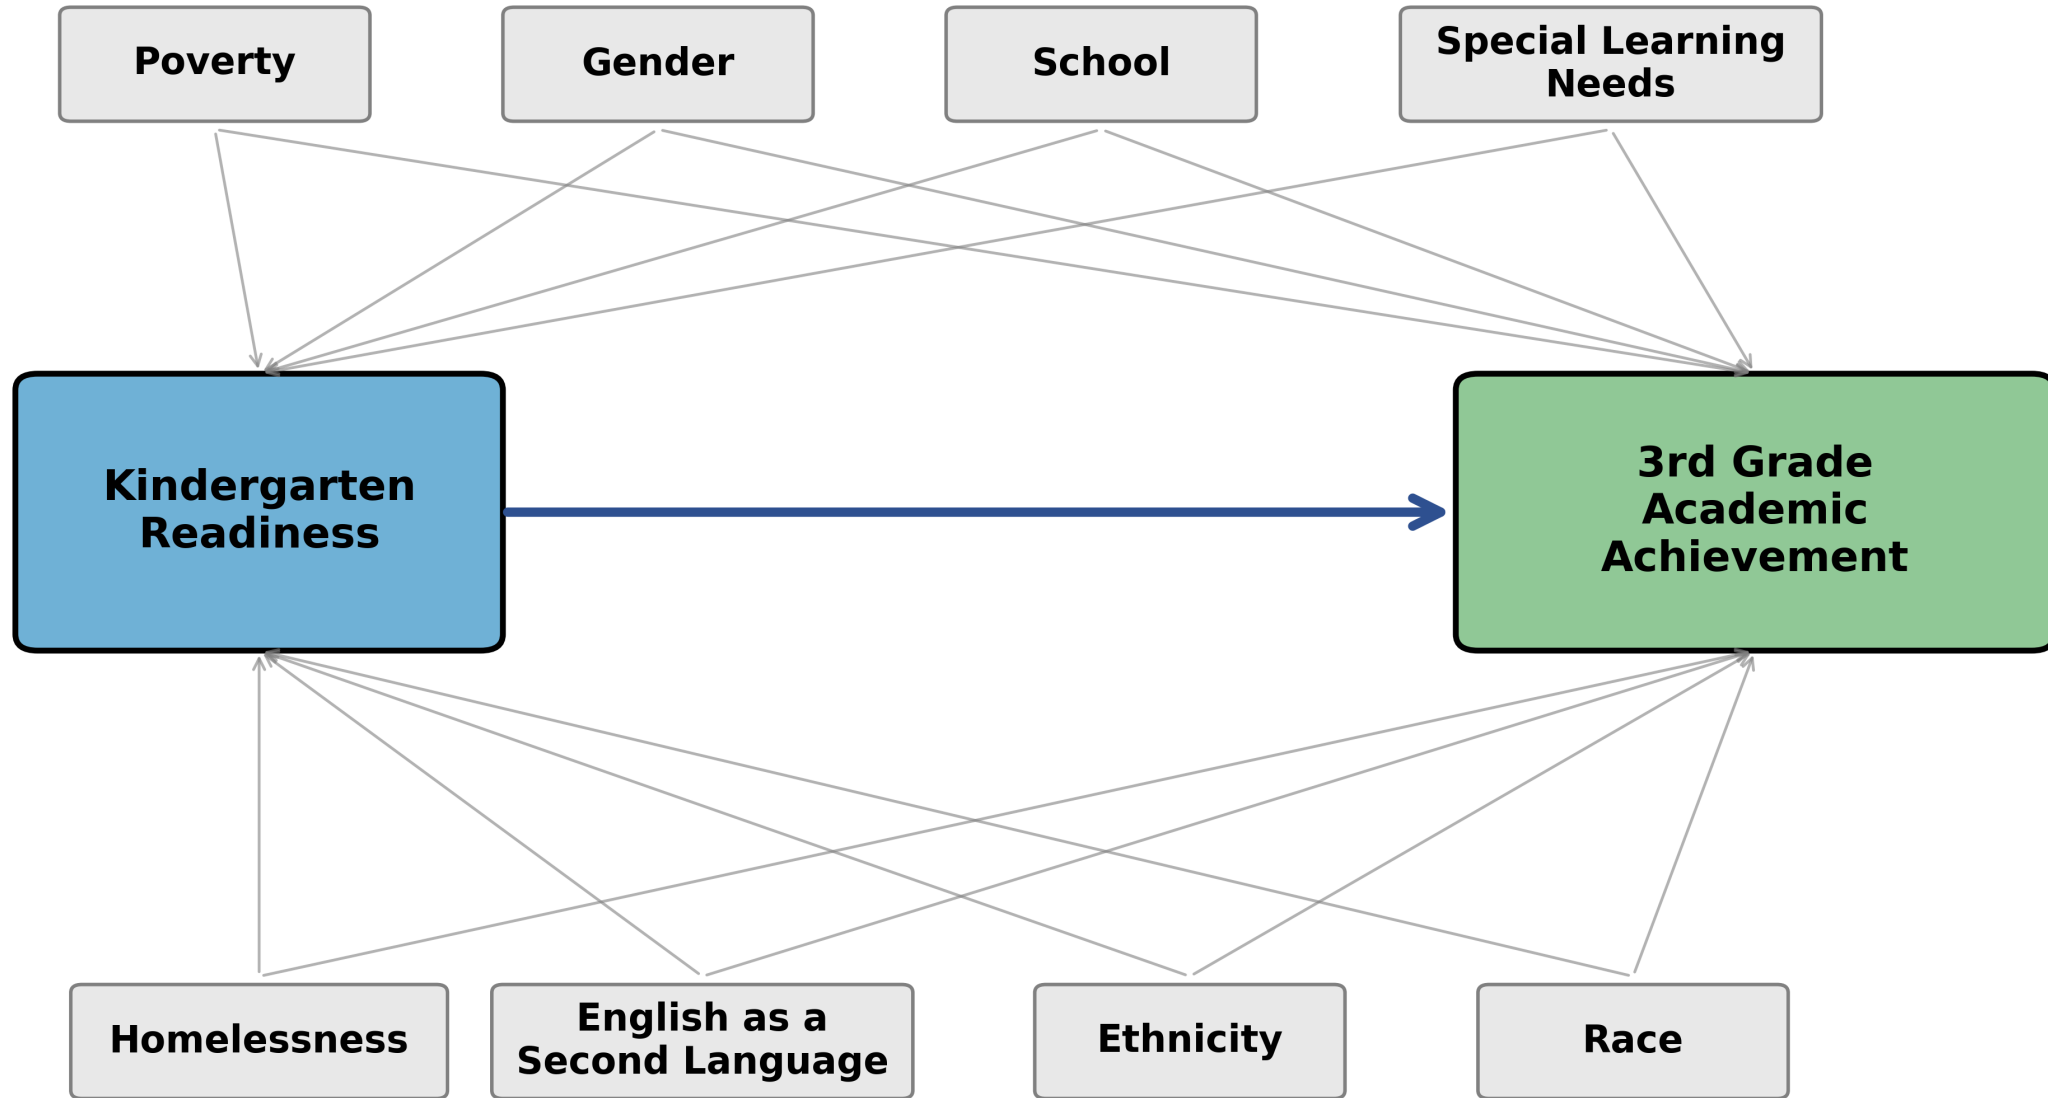 Poverty
Gender
School
Special Learning
Needs
Kindergarten
Readiness
3rd Grade
Academic
Achievement
Homelessness
English as a
Second Language
Ethnicity
Race